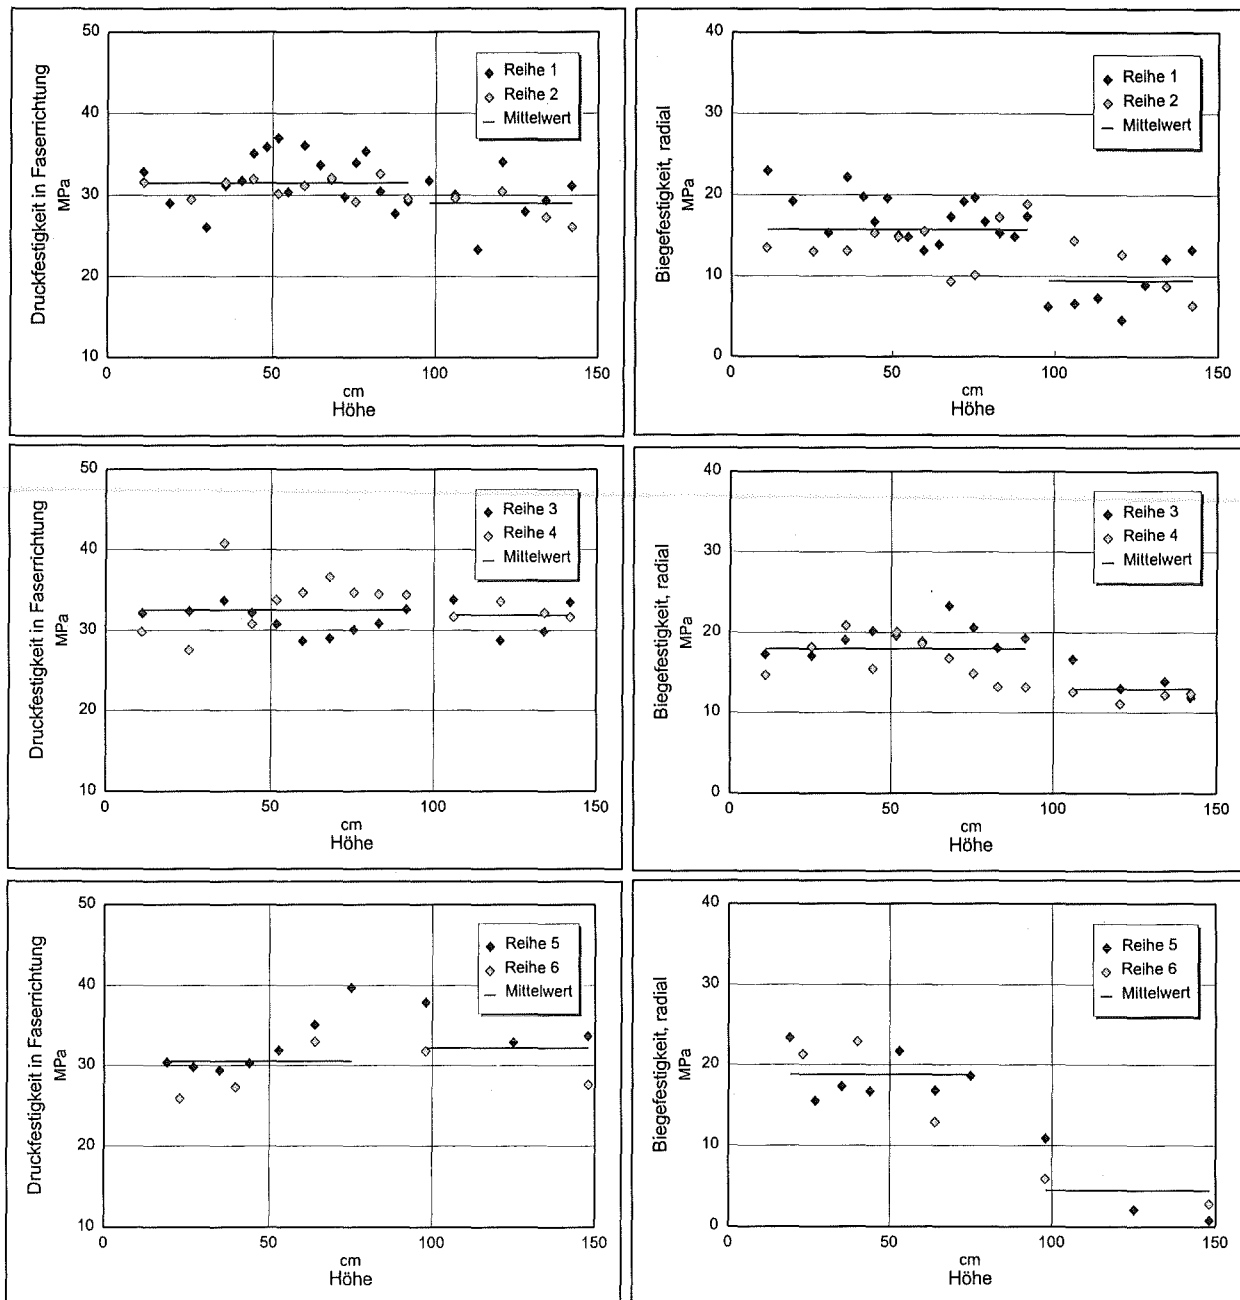 50
40
30
20
10
0
50
100
150
cm
Höhe
Druckfestigkeit in Faserrichtung
MPa
Reihe 1
Reihe 2
Mittelwert
40
30
20
10
0
0
50
100
150
cm
Höhe
Biegefestigkeit, radial
MPa
Reihe 1
Reihe 2
Mittelwert
50
40
30
20
10
0
50
100
150
cm
Höhe
Druckfestigkeit in Faserrichtung
MPa
Reihe 3
Reihe 4
Mittelwert
40
30
20
10
0
0
50
100
150
cm
Höhe
Biegefestigkeit, radial
MPa
Reihe 3
Reihe 4
Mittelwert
50
40
30
20
10
0
50
100
150
cm
Höhe
Druckfestigkeit in Faserrichtung
MPa
Reihe 5
Reihe 6
Mittelwert
40
30
20
10
0
0
50
100
150
cm
Höhe
Biegefestigkeit, radial
MPa
Reihe 5
Reihe 6
Mittelwert